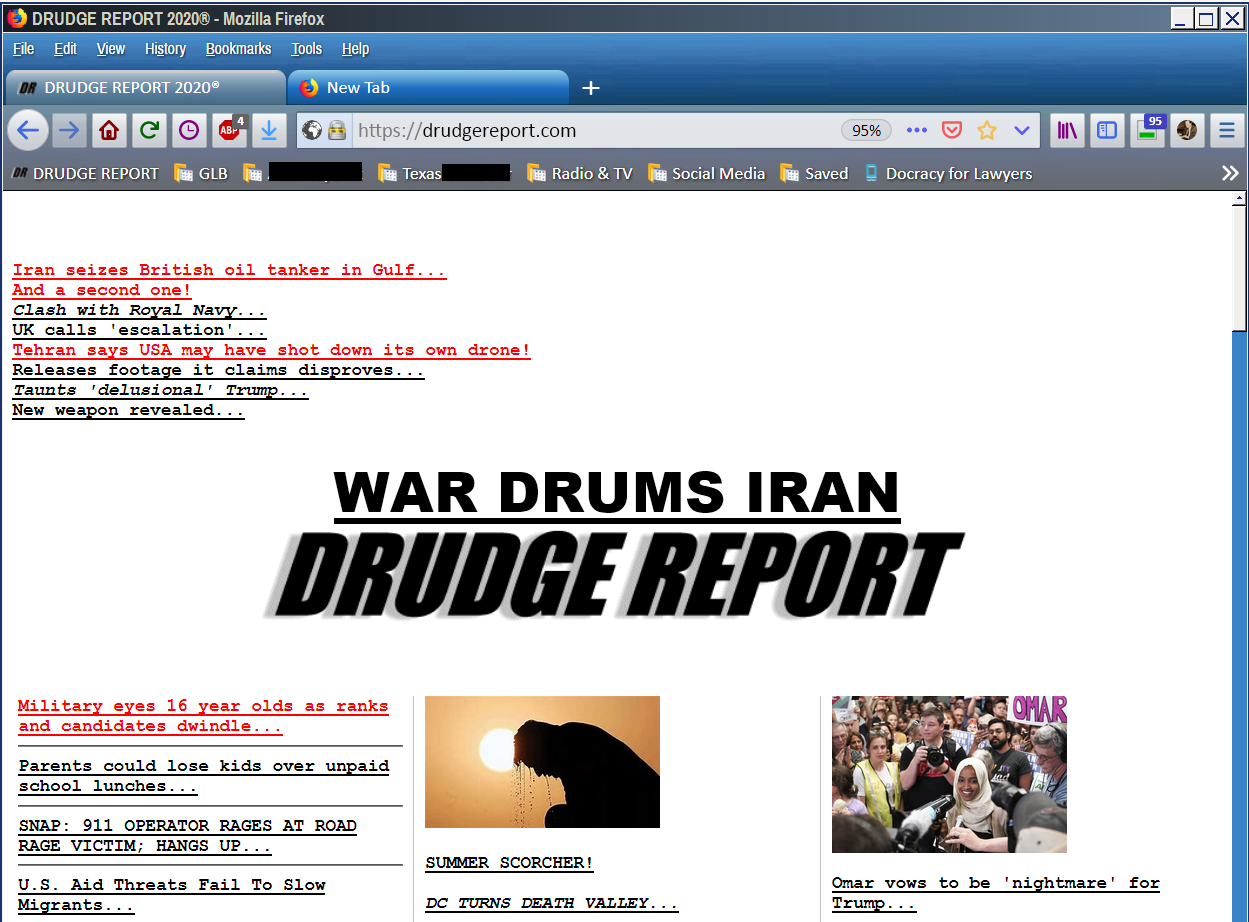 DRUDGE REPORT 2020® - Mozilla Firefox
File Edit View History Bookmarks Tools Help
DR DRUDGE REPORT 2020® New Tab
ABP 4 https://drudgereport.com 95% 95
DR DRUDGE REPORT GLB Texas Radio & TV Social Media Saved Docracy for Lawyers
Iran seizes British oil tanker in Gulf...
And a second one!
Clash with Royal Navy...
UK calls 'escalation'...
Tehran says USA may have shot down its own drone!
Releases footage it claims disproves...
Taunts 'delusional' Trump...
New weapon revealed...
WAR DRUMS IRAN
DRUDGE REPORT
Military eyes 16 year olds as ranks
and candidates dwindle...
Parents could lose kids over unpaid
school lunches...
SNAP: 911 OPERATOR RAGES AT ROAD
RAGE VICTIM; HANGS UP...
U.S. Aid Threats Fail To Slow
Migrants...
SUMMER SCORCHER!
DC TURNS DEATH VALLEY...
OMAR
Omar vows to be 'nightmare' for
Trump...